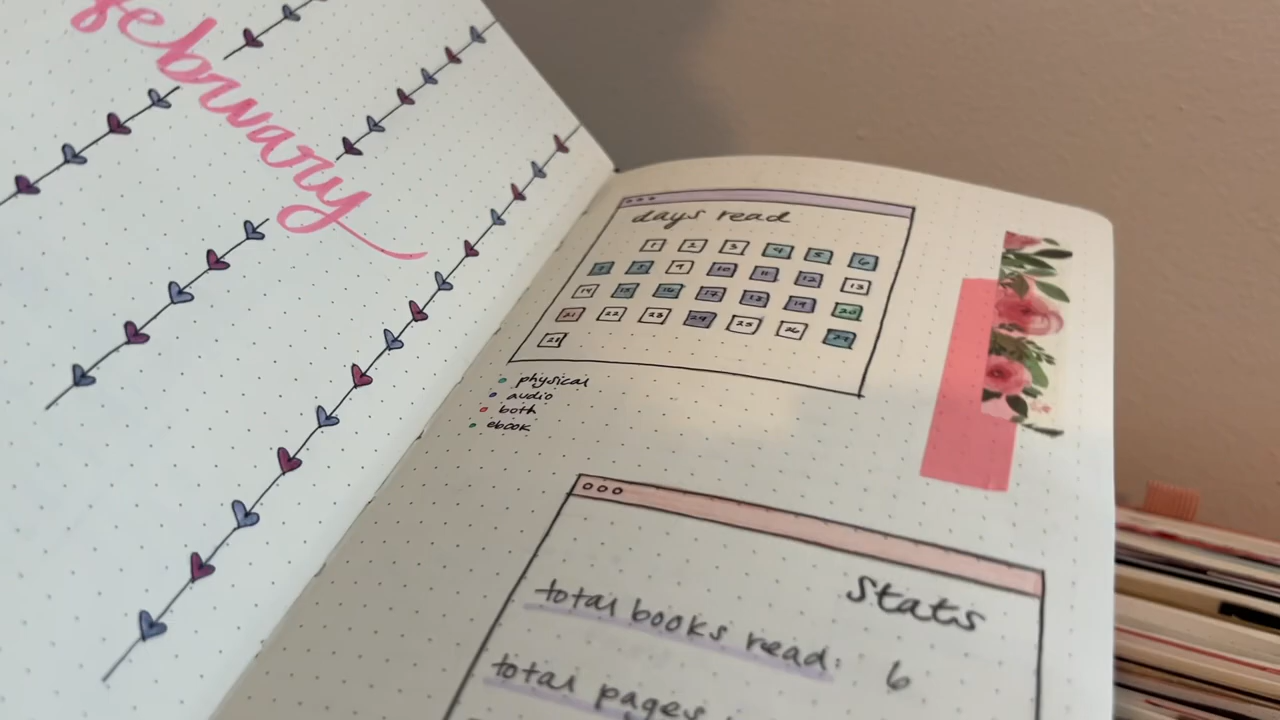 february
days read
1 2 3 4 5 6
9 10 11 12 13
14 15 16 17 18 19 20
21 22 23 24 25 26 27
28
physical
audio
both
ebook
Stats
total books read: 6
total pages